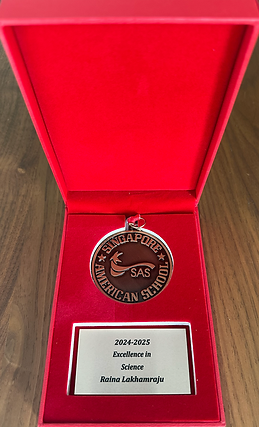 ★ SINGAPORE ★
SAS
AMERICAN SCHOOL
2024-2025
Excellence in
Science
Raina Lakhamraju